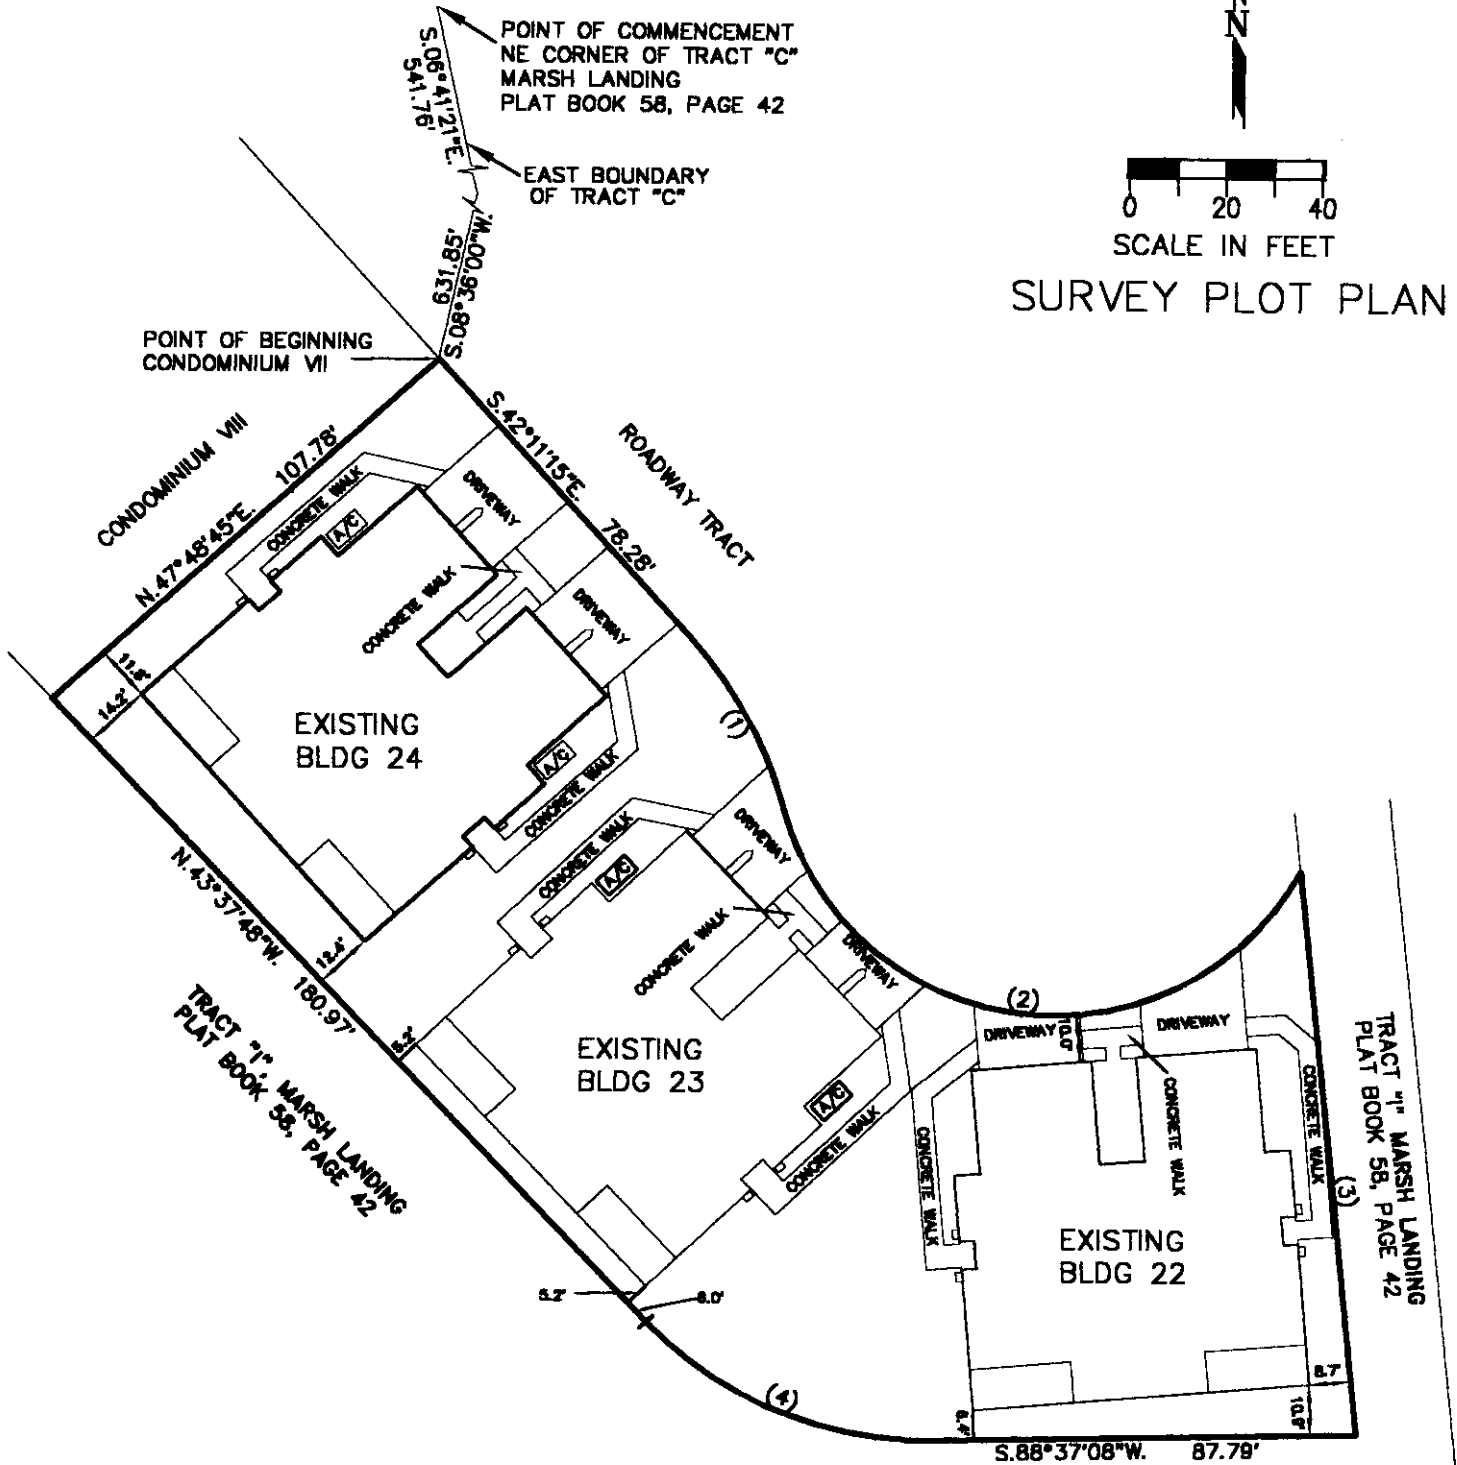 POINT OF COMMENCEMENT
NE CORNER OF TRACT "C"
MARSH LANDING
PLAT BOOK 58, PAGE 42
S.06°41'21"E.
541.76'
EAST BOUNDARY
OF TRACT "C"
631.85'
S.08°36'00"W.
N
0 20 40
SCALE IN FEET
SURVEY PLOT PLAN
POINT OF BEGINNING
CONDOMINIUM VII
CONDOMINIUM VIII
N.47°48'45"E. 107.78'
S.42°11'15"E. 78.28'
ROADWAY TRACT
CONCRETE WALK
A/C
DRIVEWAY
CONCRETE WALK
DRIVEWAY
11.8'
14.2'
EXISTING
BLDG 24
(1)
A/C
CONCRETE WALK
CONCRETE WALK
A/C
DRIVEWAY
CONCRETE WALK
DRIVEWAY
N.43°37'48"W. 180.97'
12.4'
TRACT "I", MARSH LANDING
PLAT BOOK 58, PAGE 42
5.2'
EXISTING
BLDG 23
A/C
CONCRETE WALK
(2)
DRIVEWAY
10.0'
DRIVEWAY
CONCRETE WALK
CONCRETE WALK
CONCRETE WALK
(3)
TRACT "I" MARSH LANDING
PLAT BOOK 58, PAGE 42
EXISTING
BLDG 22
5.2'
6.0'
(4)
8.4'
8.7'
10.9'
S.88°37'08"W. 87.79'